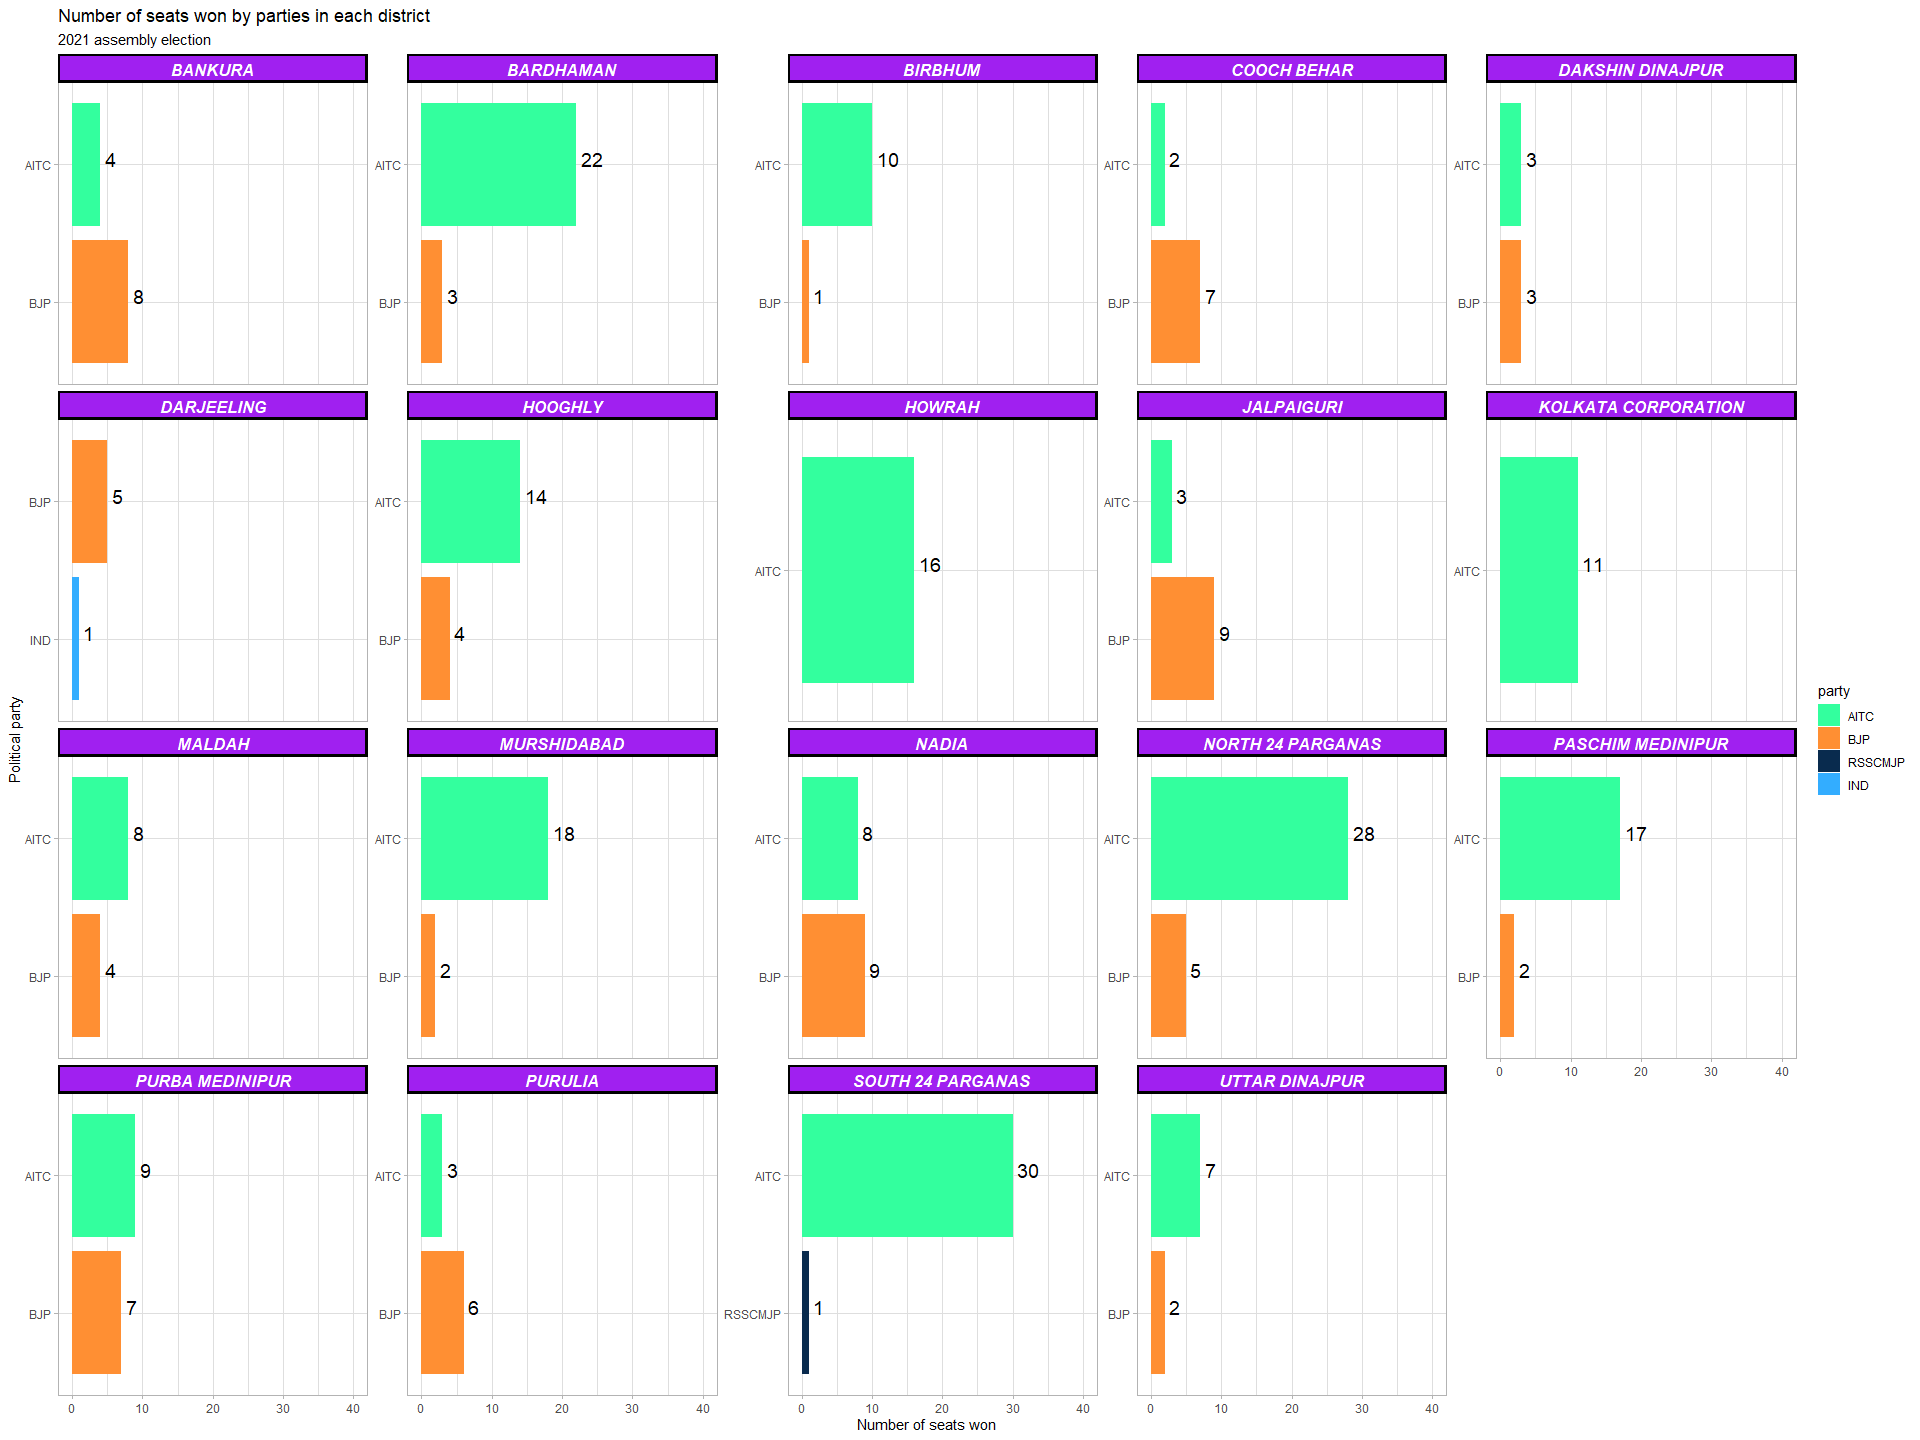 Number of seats won by parties in each district
2021 assembly election
BANKURA
BARDHAMAN
BIRBHUM
COOCH BEHAR
DAKSHIN DINAJPUR
AITC 4
BJP 8
AITC 22
BJP 3
AITC 10
BJP 1
AITC 2
BJP 7
AITC 3
BJP 3
DARJEELING
HOOGHLY
HOWRAH
JALPAIGURI
KOLKATA CORPORATION
BJP 5
IND 1
AITC 14
BJP 4
AITC 16
AITC 3
BJP 9
AITC 11
MALDAH
MURSHIDABAD
NADIA
NORTH 24 PARGANAS
PASCHIM MEDINIPUR
AITC 8
BJP 4
AITC 18
BJP 2
AITC 8
BJP 9
AITC 28
BJP 5
AITC 17
BJP 2
0 10 20 30 40
PURBA MEDINIPUR
PURULIA
SOUTH 24 PARGANAS
UTTAR DINAJPUR
AITC 9
BJP 7
AITC 3
BJP 6
AITC 30
RSSCMJP 1
AITC 7
BJP 2
0 10 20 30 40
0 10 20 30 40
0 10 20 30 40
0 10 20 30 40
Number of seats won
Political party
party
AITC
BJP
RSSCMJP
IND